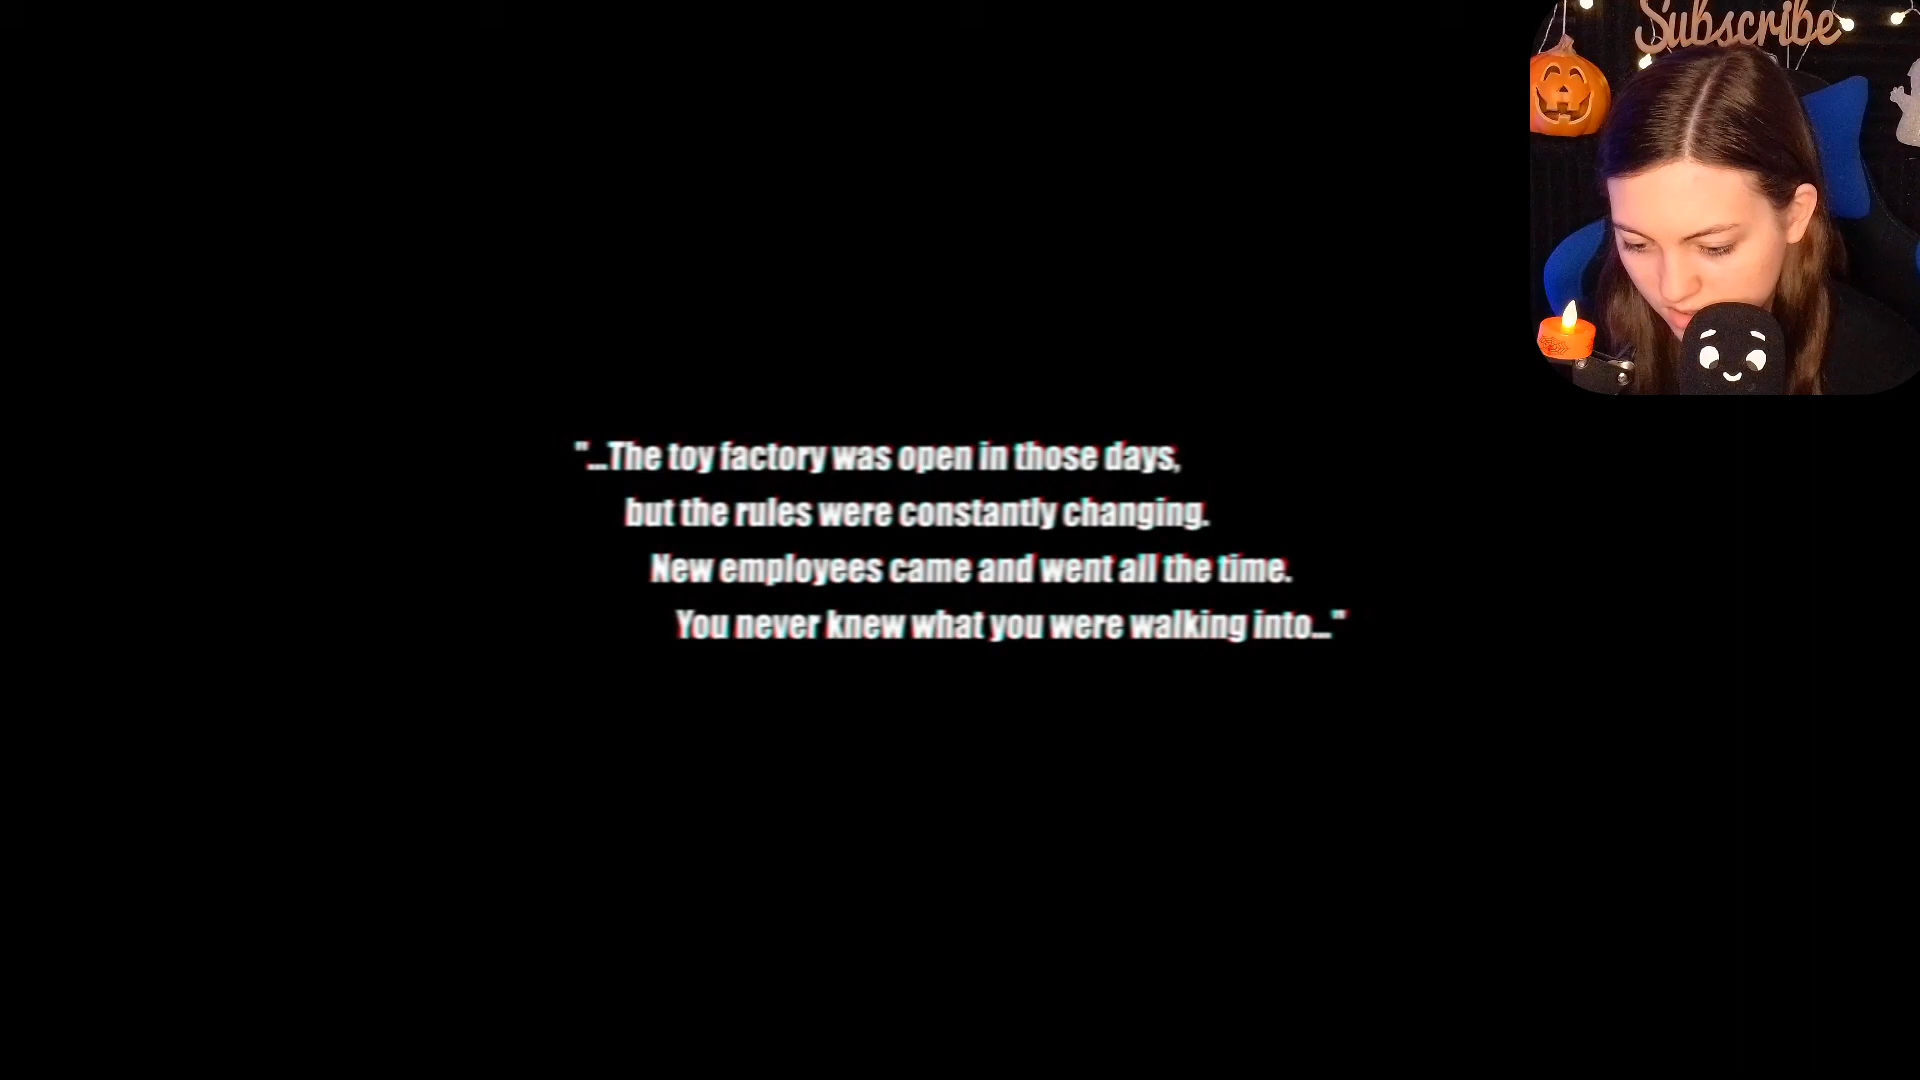 Subscribe
"...The toy factory was open in those days,
but the rules were constantly changing.
New employees came and went all the time.
You never knew what you were walking into..."